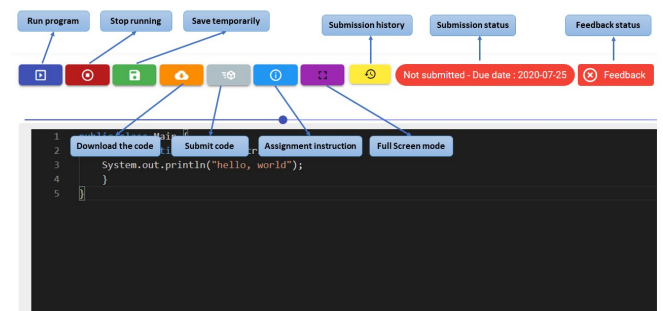 Run program
Stop running
Save temporarily
Submission history
Submission status
Feedback status
Not submitted - Due date : 2020-07-25
Feedback
1
Main {
Download the code
Submit code
Assignment instruction
Full Screen mode
2
3 System.out.println("hello, world");
4 }
5 }